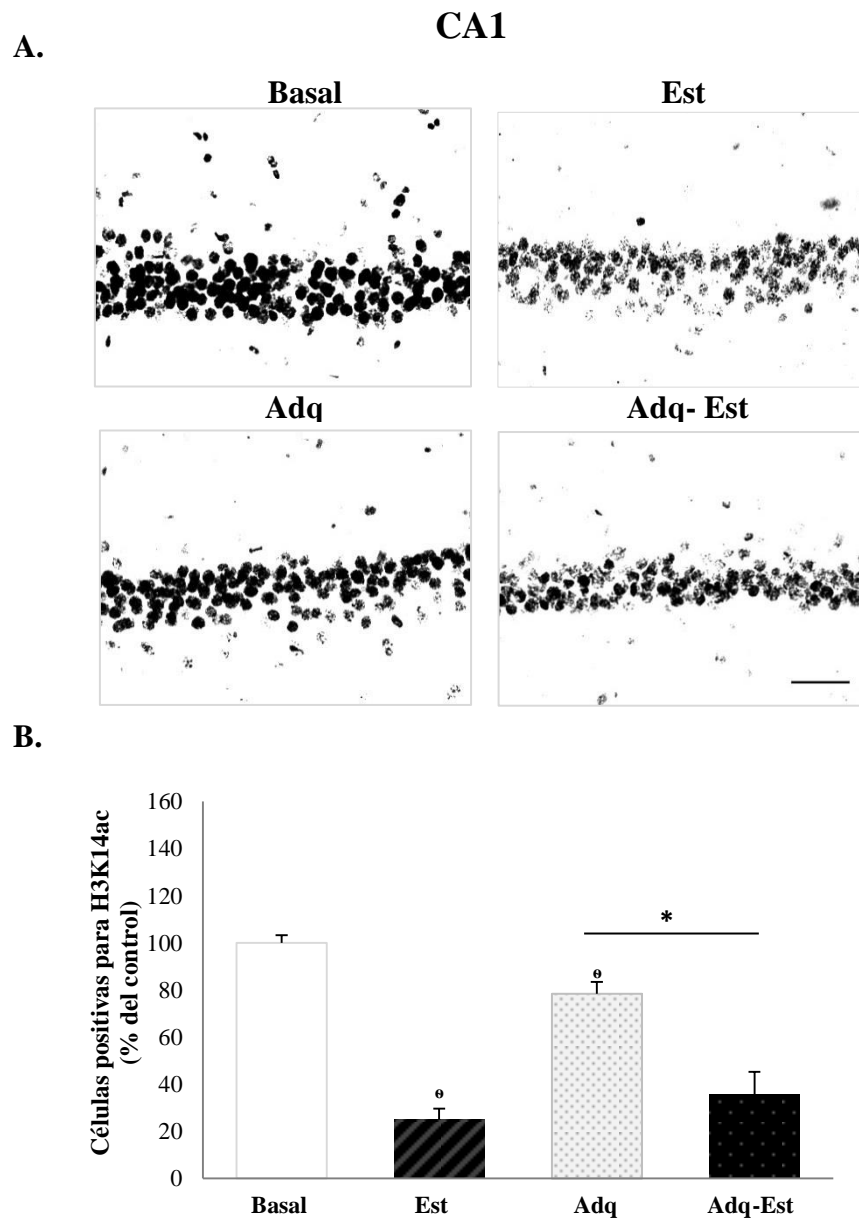 CA1
A.
Basal
Est
Adq
Adq- Est
B.
Células positivas para H3K14ac
(% del control)
160
140
120
100
80
60
40
20
0
*
ө
ө
Basal
Est
Adq
Adq-Est